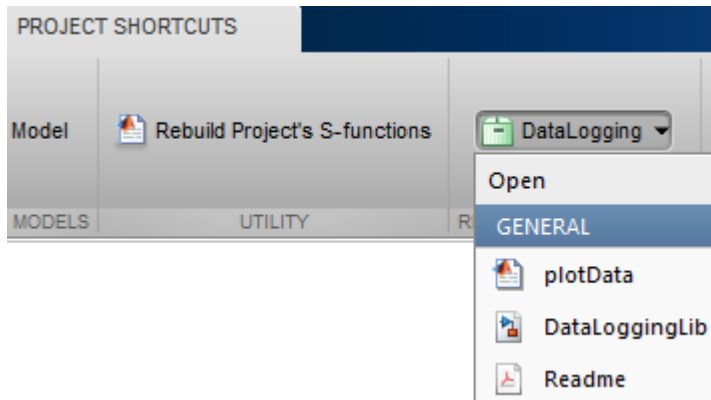 PROJECT SHORTCUTS
Model
Rebuild Project's S-functions
DataLogging
MODELS
UTILITY
R
Open
GENERAL
plotData
DataLoggingLib
Readme